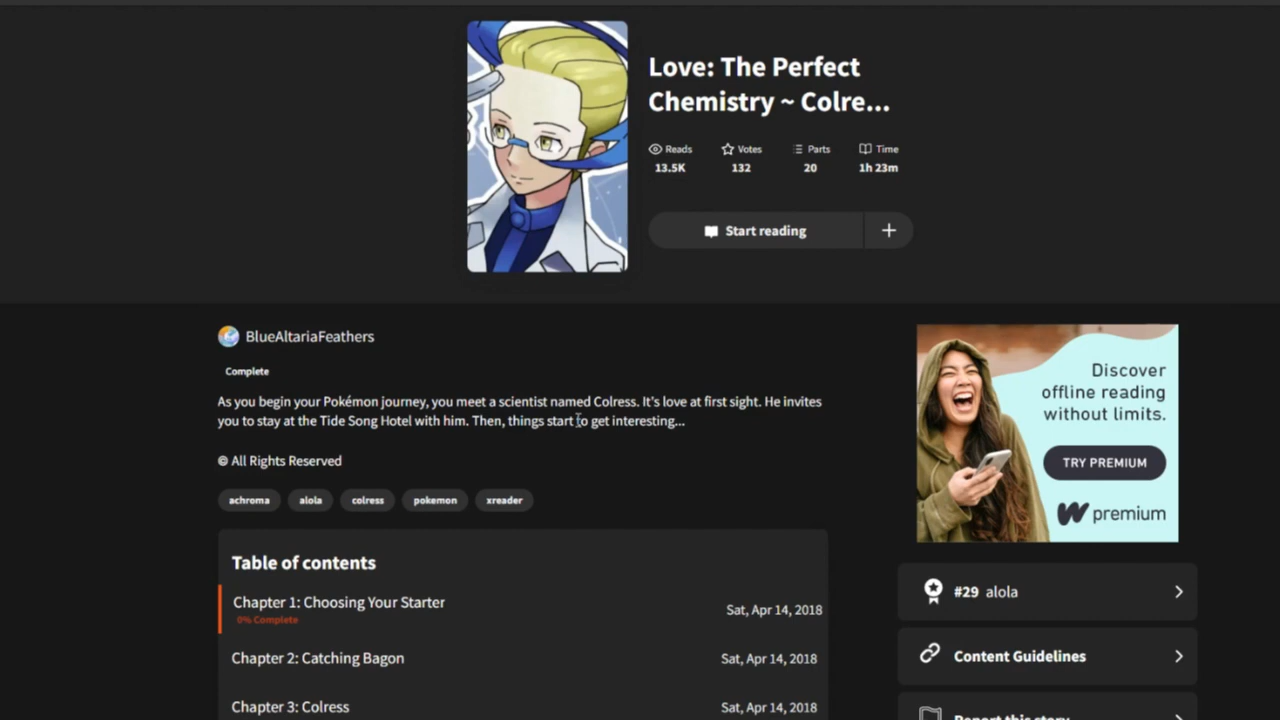 Love: The Perfect
Chemistry ~ Colre...
Reads Votes Parts Time
13.5K 132 20 1h 23m
Start reading
BlueAltariaFeathers
Complete
As you begin your Pokémon journey, you meet a scientist named Colress. It's love at first sight. He invites
you to stay at the Tide Song Hotel with him. Then, things start to get interesting...
© All Rights Reserved
achroma alola colress pokemon xreader
Table of contents
Chapter 1: Choosing Your Starter Sat, Apr 14, 2018
0% Complete
Chapter 2: Catching Bagon Sat, Apr 14, 2018
Chapter 3: Colress Sat, Apr 14, 2018
Discover
offline reading
without limits.
TRY PREMIUM
premium
#29 alola
Content Guidelines
Report this story